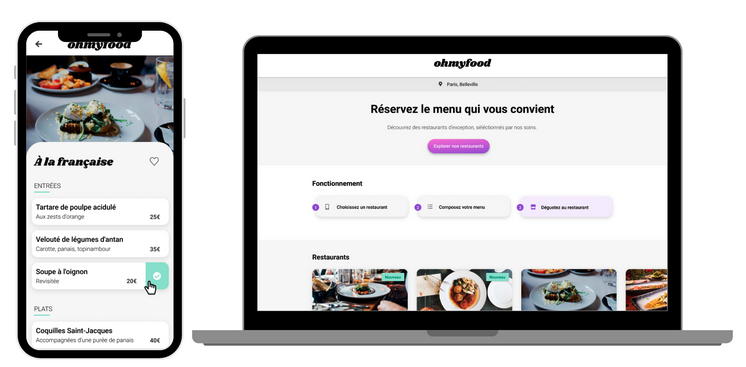 ohmyfood
À la française
ENTRÉES
Tartare de poulpe acidulé
Aux zests d'orange 25€
Velouté de légumes d'antan
Carotte, panais, topinambour 35€
Soupe à l'oignon
Revisitée 20€
PLATS
Coquilles Saint-Jacques
Accompagnées d'une purée de panais 40€
ohmyfood
Paris, Belleville
Réservez le menu qui vous convient
Découvrez des restaurants d'exception, séléctionnés par nos soins.
Explorer nos restaurants
Fonctionnement
1 Choisissez un restaurant
2 Composez votre menu
3 Dégustez au restaurant
Restaurants
Nouveau
Nouveau